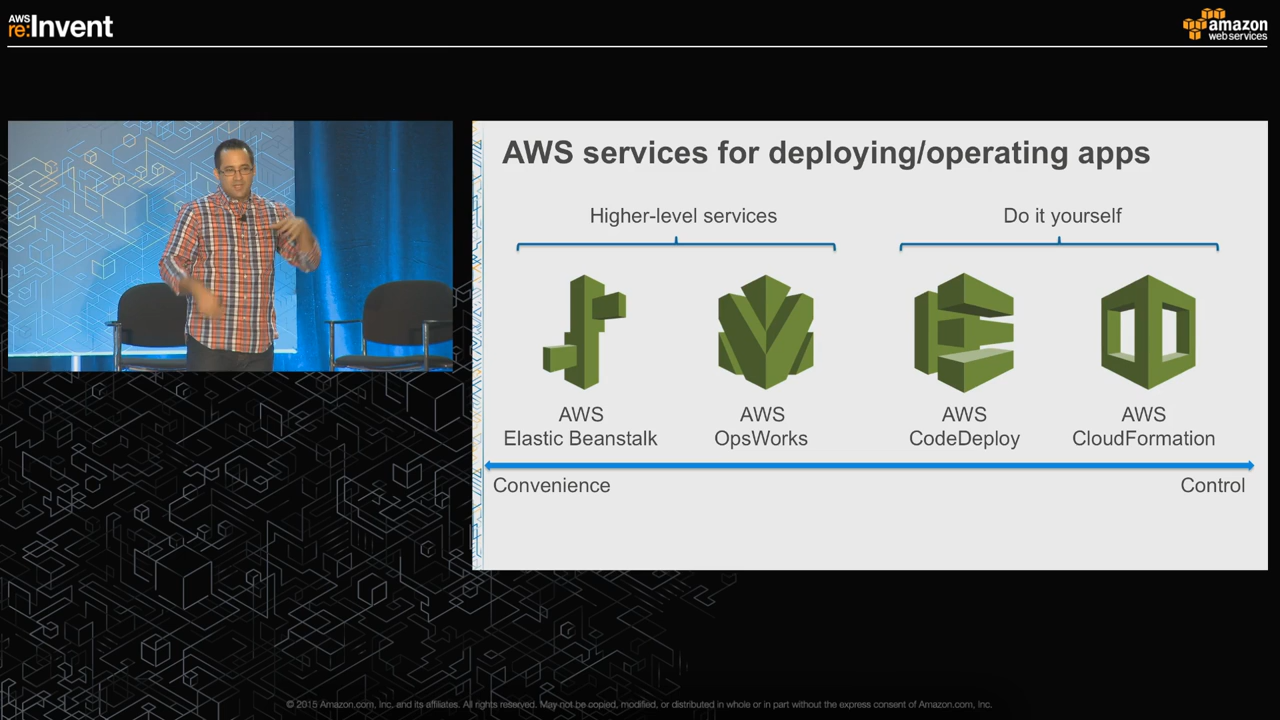 AWS
re:Invent
amazon
web services
AWS services for deploying/operating apps
Higher-level services
Do it yourself
AWS
Elastic Beanstalk
AWS
OpsWorks
AWS
CodeDeploy
AWS
CloudFormation
Convenience
Control
© 2015 Amazon.com, Inc. and its affiliates. All rights reserved. May not be copied, modified, or distributed in whole or in part without the express consent of Amazon.com, Inc.